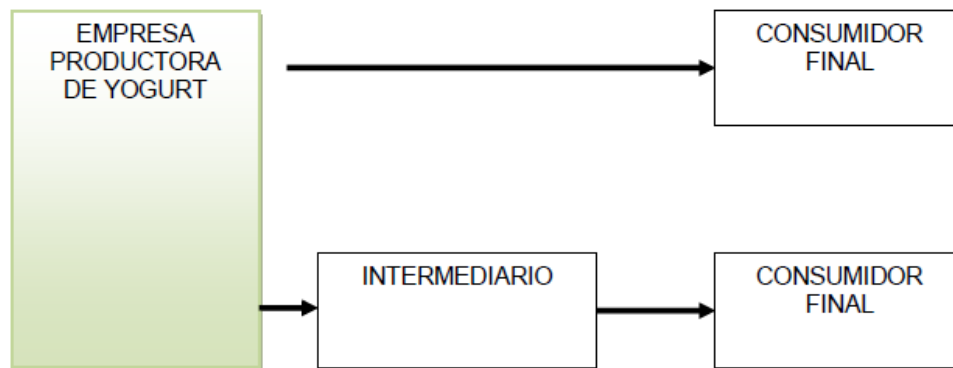 EMPRESA
PRODUCTORA
DE YOGURT
CONSUMIDOR
FINAL
INTERMEDIARIO
CONSUMIDOR
FINAL